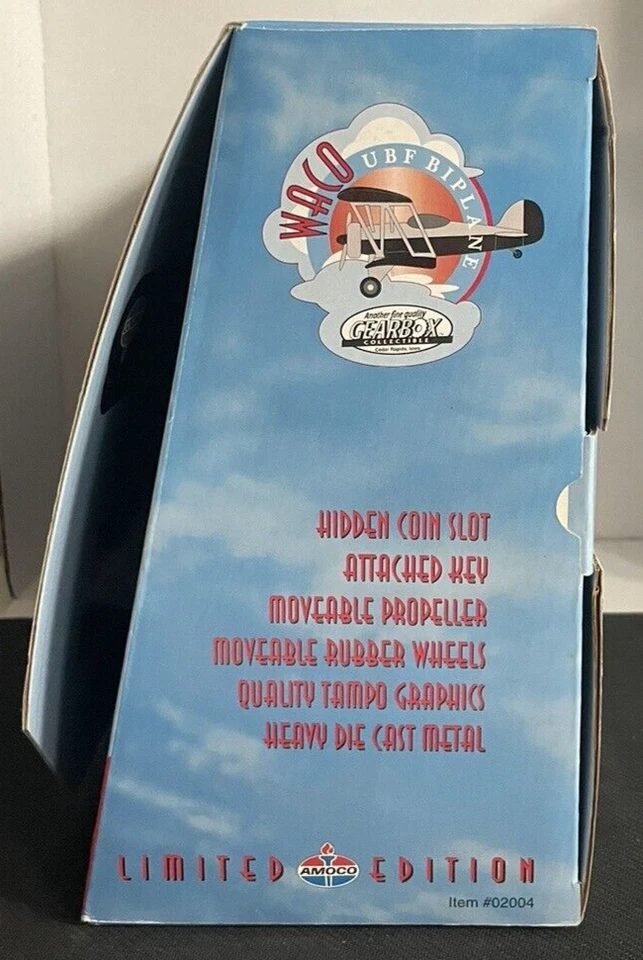 WACO
UBF BIPLANE
Another fine quality
GEARBOX
COLLECTIBLE
Cedar Rapids, Iowa
HIDDEN COIN SLOT
ATTACHED KEY
MOVEABLE PROPELLER
MOVEABLE RUBBER WHEELS
QUALITY TAMPO GRAPHICS
HEAVY DIE CAST METAL
LIMITED AMOCO EDITION
Item #02004